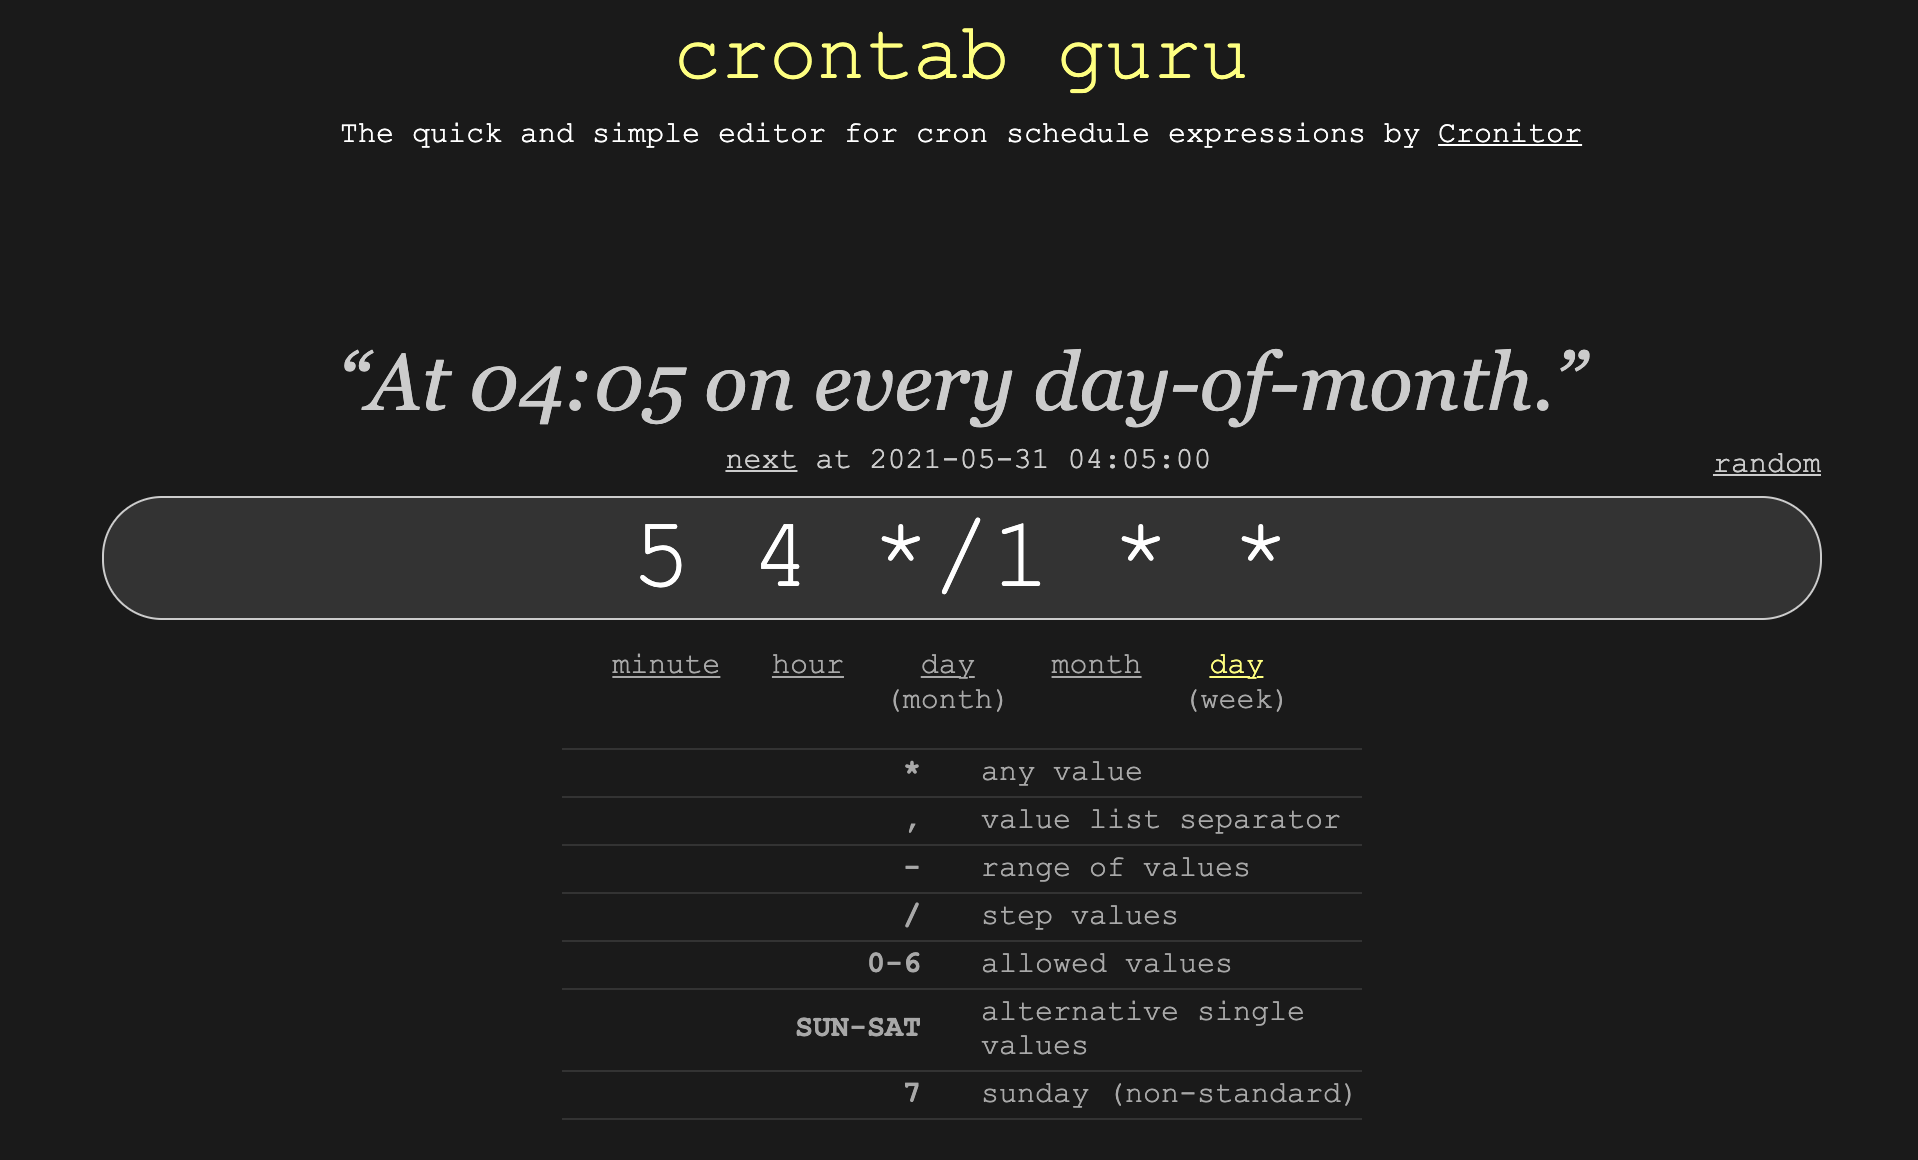 crontab guru
The quick and simple editor for cron schedule expressions by Cronitor
“At 04:05 on every day-of-month.”
next at 2021-05-31 04:05:00
random
5 4 */1 * *
minute hour day (month) month day (week)
* any value
, value list separator
- range of values
/ step values
0-6 allowed values
SUN-SAT alternative single values
7 sunday (non-standard)